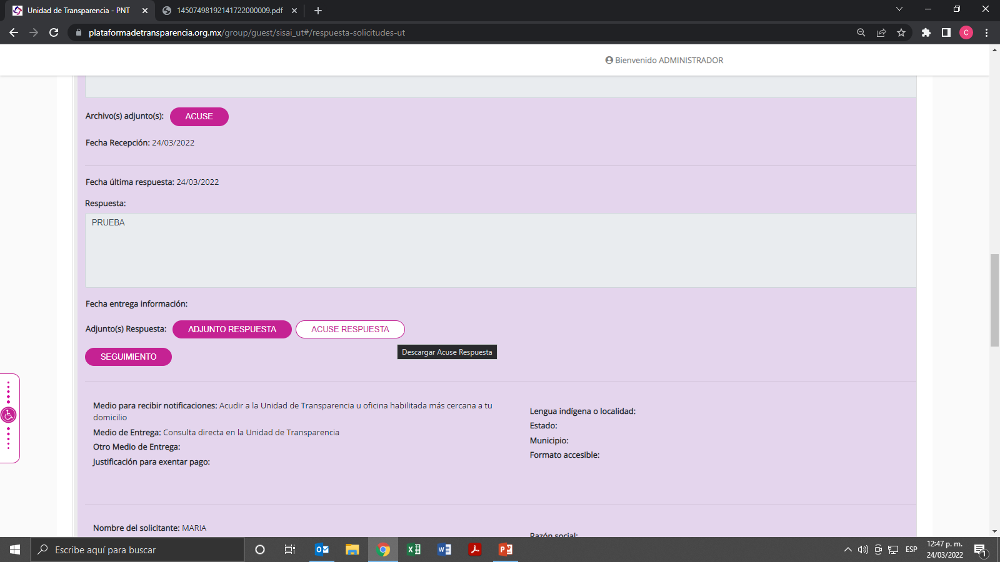 Unidad de Transparencia - PNT
14507498192141722000009.pdf
plataformadetransparencia.org.mx/group/guest/sisai_ut#/respuesta-solicitudes-ut
C
Bienvenido ADMINISTRADOR
Archivo(s) adjunto(s): ACUSE
Fecha Recepción: 24/03/2022
Fecha última respuesta: 24/03/2022
Respuesta:
PRUEBA
Fecha entrega información:
Adjunto(s) Respuesta: ADJUNTO RESPUESTA ACUSE RESPUESTA
Descargar Acuse Respuesta
SEGUIMIENTO
Medio para recibir notificaciones: Acudir a la Unidad de Transparencia u oficina habilitada más cercana a tu
domicilio
Medio de Entrega: Consulta directa en la Unidad de Transparencia
Otro Medio de Entrega:
Justificación para exentar pago:
Lengua indígena o localidad:
Estado:
Municipio:
Formato accesible:
Nombre del solicitante: MARIA
Razón social:
Escribe aquí para buscar
ESP
12:47 p. m.
24/03/2022
1